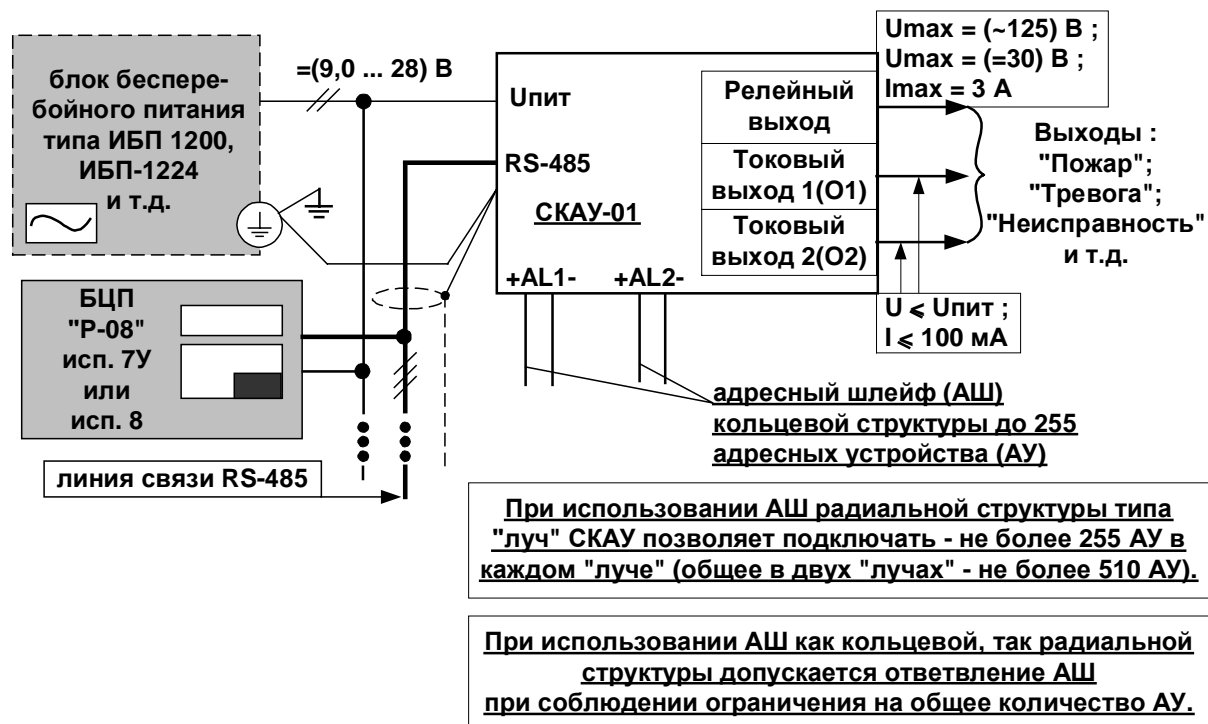 блок беспере-
бойного питания
типа ИБП 1200,
ИБП-1224
и т.д.
=(9,0 ... 28) В
Uпит
RS-485
СКАУ-01
+AL1-
+AL2-
Релейный
выход
Токовый
выход 1(О1)
Токовый
выход 2(О2)
Umax = (~125) В ;
Umax = (=30) В ;
Imax = 3 А
Выходы :
"Пожар";
"Тревога";
"Неисправность"
и т.д.
U ⩽ Uпит ;
I ⩽ 100 мА
БЦП
"Р-08"
исп. 7У
или
исп. 8
линия связи RS-485
адресный шлейф (АШ)
кольцевой структуры до 255
адресных устройства (АУ)
При использовании АШ радиальной структуры типа
"луч" СКАУ позволяет подключать - не более 255 АУ в
каждом "луче" (общее в двух "лучах" - не более 510 АУ).
При использовании АШ как кольцевой, так радиальной
структуры допускается ответвление АШ
при соблюдении ограничения на общее количество АУ.